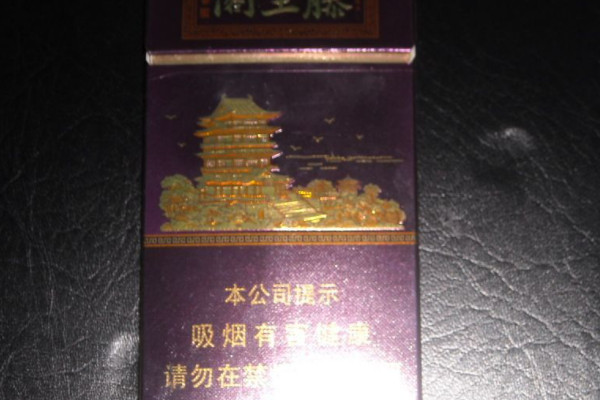 阁王滕
本公司提示
吸烟有害健康
请勿在禁